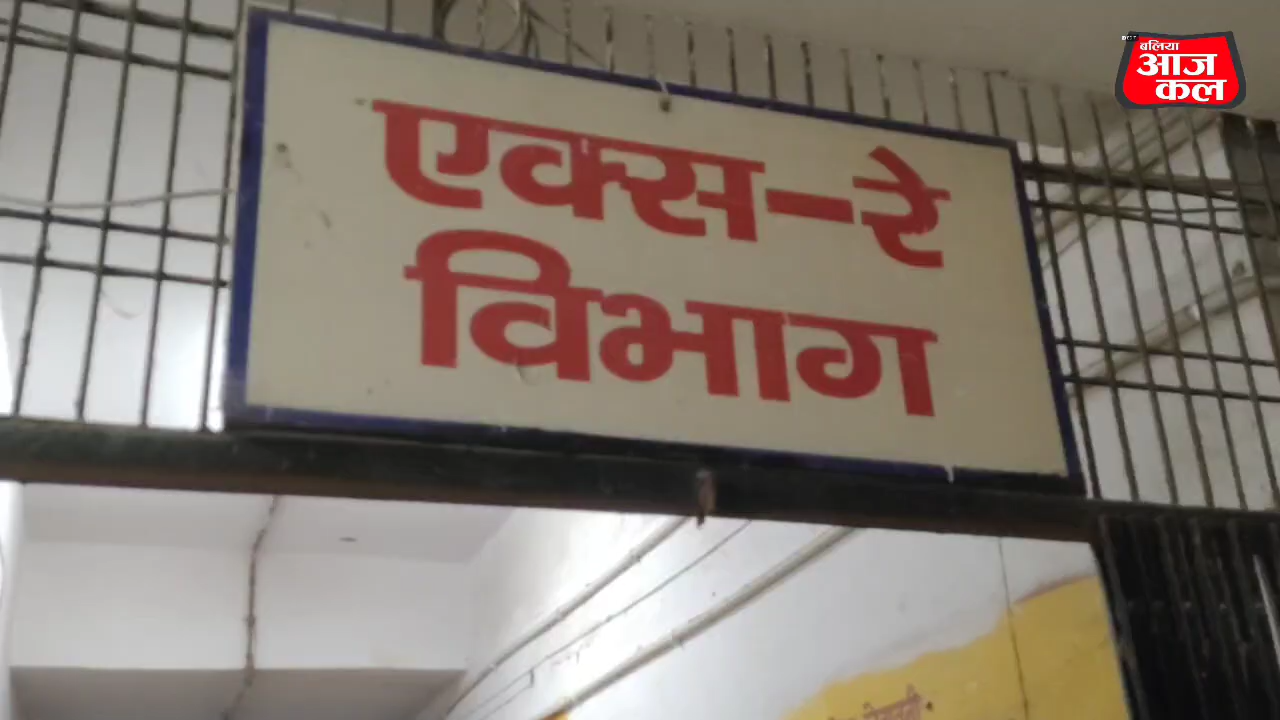 एक्स-रे
विभाग
बलिया
आज
कल